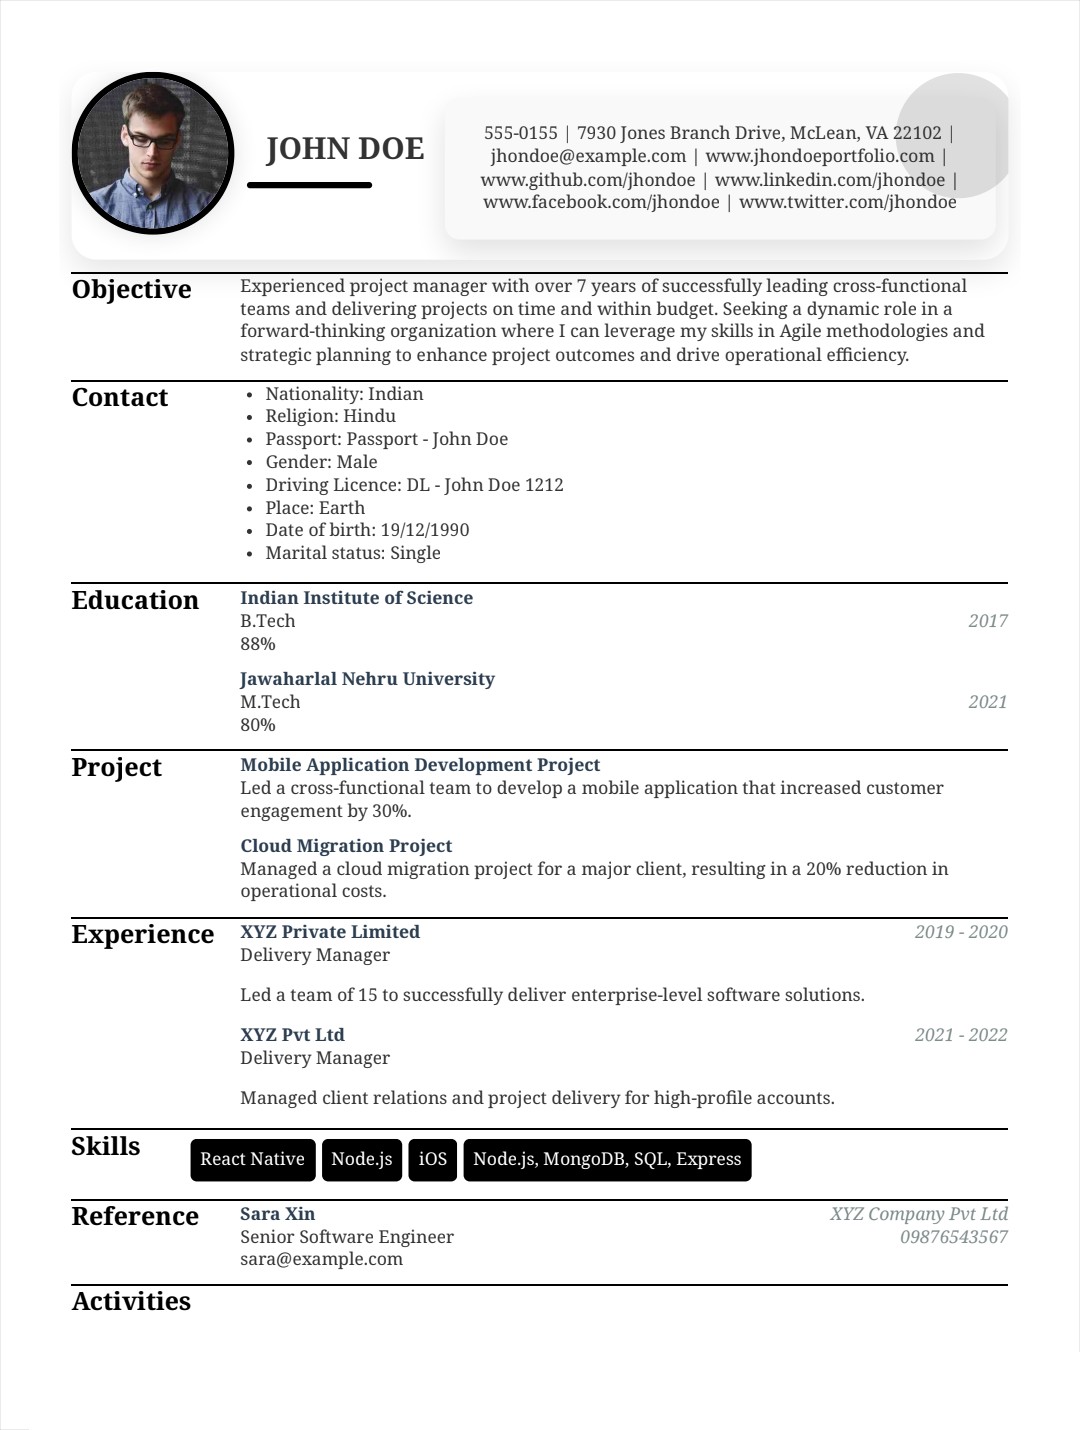 JOHN DOE
555-0155 | 7930 Jones Branch Drive, McLean, VA 22102 |
jhondoe@example.com | www.jhondoeportfolio.com |
www.github.com/jhondoe | www.linkedin.com/jhondoe |
www.facebook.com/jhondoe | www.twitter.com/jhondoe
Objective
Experienced project manager with over 7 years of successfully leading cross-functional
teams and delivering projects on time and within budget. Seeking a dynamic role in a
forward-thinking organization where I can leverage my skills in Agile methodologies and
strategic planning to enhance project outcomes and drive operational efficiency.
Contact
• Nationality: Indian
• Religion: Hindu
• Passport: Passport - John Doe
• Gender: Male
• Driving Licence: DL - John Doe 1212
• Place: Earth
• Date of birth: 19/12/1990
• Marital status: Single
Education
Indian Institute of Science
B.Tech 2017
88%
Jawaharlal Nehru University
M.Tech 2021
80%
Project
Mobile Application Development Project
Led a cross-functional team to develop a mobile application that increased customer
engagement by 30%.
Cloud Migration Project
Managed a cloud migration project for a major client, resulting in a 20% reduction in
operational costs.
Experience
XYZ Private Limited 2019 - 2020
Delivery Manager
Led a team of 15 to successfully deliver enterprise-level software solutions.
XYZ Pvt Ltd 2021 - 2022
Delivery Manager
Managed client relations and project delivery for high-profile accounts.
Skills
React Native Node.js iOS Node.js, MongoDB, SQL, Express
Reference
Sara Xin XYZ Company Pvt Ltd
Senior Software Engineer 09876543567
sara@example.com
Activities